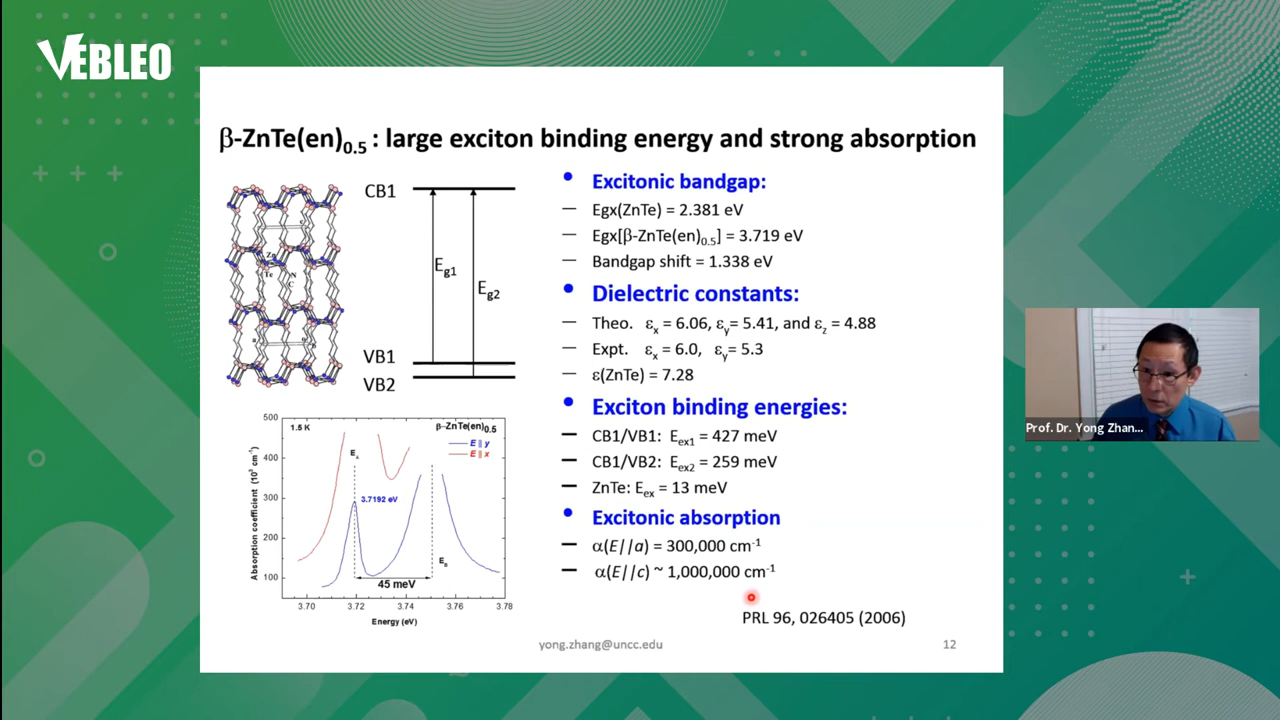 VEBLEO
β-ZnTe(en)0.5 : large exciton binding energy and strong absorption
CB1
Eg1
Eg2
VB1
VB2
Zn
Te
N
C
a
c
• Excitonic bandgap:
— Egx(ZnTe) = 2.381 eV
— Egx[β-ZnTe(en)0.5] = 3.719 eV
— Bandgap shift = 1.338 eV
• Dielectric constants:
— Theo. εx = 6.06, εy= 5.41, and εz = 4.88
— Expt. εx = 6.0, εy= 5.3
— ε(ZnTe) = 7.28
• Exciton binding energies:
— CB1/VB1: Eex1 = 427 meV
— CB1/VB2: Eex2 = 259 meV
— ZnTe: Eex = 13 meV
• Excitonic absorption
— α(E//a) = 300,000 cm-1
— α(E//c) ~ 1,000,000 cm-1
PRL 96, 026405 (2006)
1.5 K
β-ZnTe(en)0.5
E || y
E || x
3.7192 eV
45 meV
500
400
300
200
100
Absorption coefficient (10³ cm-1)
3.70 3.72 3.74 3.76 3.78
Energy (eV)
yong.zhang@uncc.edu
12
Prof. Dr. Yong Zhan...